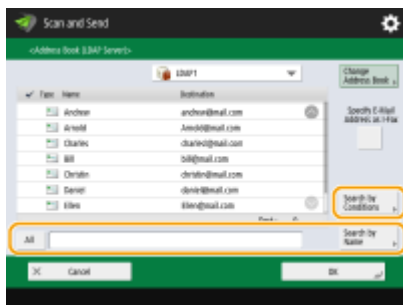 Scan and Send
<Address Book (LDAP Server)>
LDAP1
Change
Address Book
Type Name Destination
Specify E-Mail
Address as I-Fax
Andrew andrew@mail.com
Arnold Arnold@mail.com
Charles charles@mail.com
Bill bill@mail.com
Christin christin@mail.com
Daniel daniel@mail.com
Ellen Ellen@mail.com
Search by
Conditions
All
Search by
Name
Cancel
OK